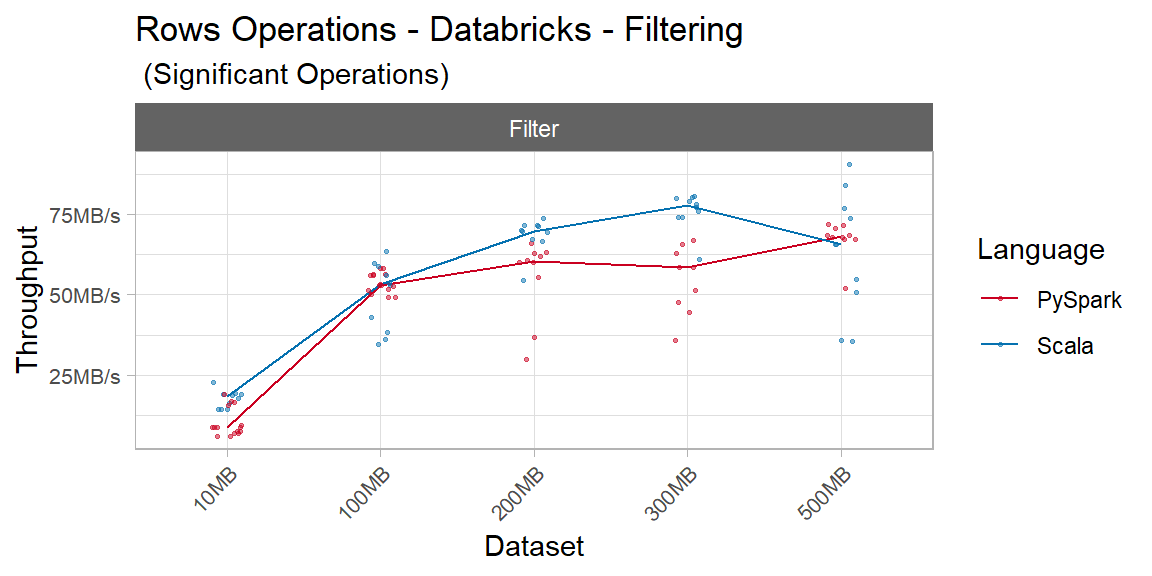 Rows Operations - Databricks - Filtering
(Significant Operations)
Filter
75MB/s
50MB/s
25MB/s
Throughput
10MB
100MB
200MB
300MB
500MB
Dataset
Language
PySpark
Scala